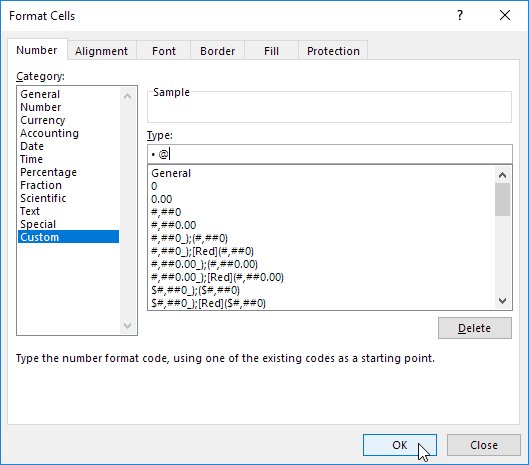 Format Cells
?
Number Alignment Font Border Fill Protection
Category:
General
Number
Currency
Accounting
Date
Time
Percentage
Fraction
Scientific
Text
Special
Custom
Sample
Type:
• @
General
0
0.00
#,##0
#,##0.00
#,##0_);(#,##0)
#,##0_);[Red](#,##0)
#,##0.00_);(#,##0.00)
#,##0.00_);[Red](#,##0.00)
$#,##0_);($#,##0)
$#,##0_);[Red]($#,##0)
Delete
Type the number format code, using one of the existing codes as a starting point.
OK Close